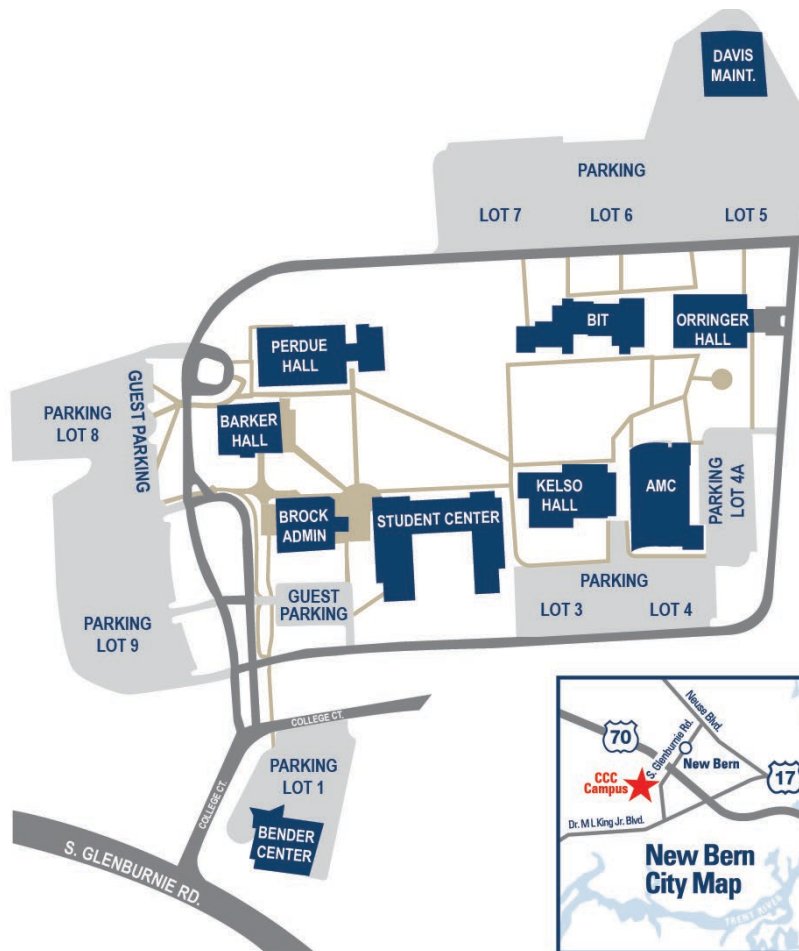 DAVIS
MAINT.
PARKING
LOT 7
LOT 6
LOT 5
BIT
ORRINGER
HALL
PERDUE
HALL
GUEST PARKING
PARKING
LOT 8
BARKER
HALL
KELSO
HALL
AMC
PARKING
LOT 4A
BROCK
ADMIN
STUDENT CENTER
GUEST
PARKING
PARKING
LOT 3
LOT 4
PARKING
LOT 9
COLLEGE CT.
PARKING
LOT 1
COLLEGE CT.
BENDER
CENTER
S. GLENBURNIE RD.
Neuse Blvd.
70
S. Glenburnie Rd.
New Bern
17
CCC
Campus
Dr. M L King Jr. Blvd.
New Bern
City Map
TRENT RIVER